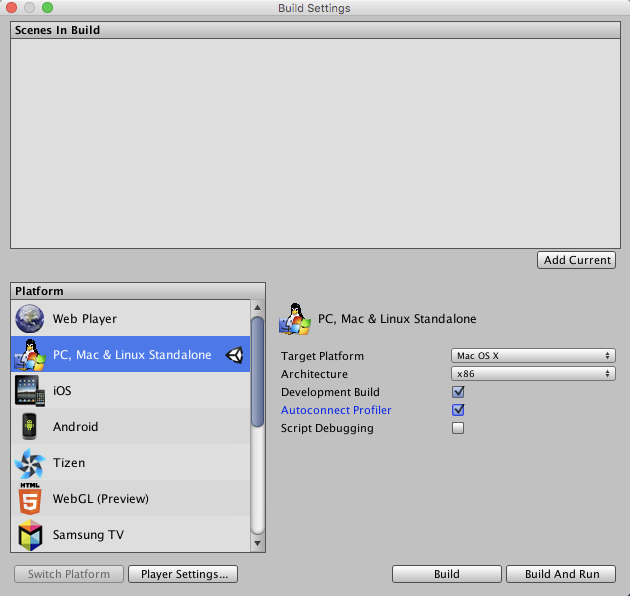 Build Settings
Scenes In Build
Add Current
Platform
Web Player
PC, Mac & Linux Standalone
iOS
Android
Tizen
HTML
5
WebGL (Preview)
Samsung TV
PC, Mac & Linux Standalone
Target Platform Mac OS X
Architecture x86
Development Build
Autoconnect Profiler
Script Debugging
Switch Platform Player Settings... Build Build And Run